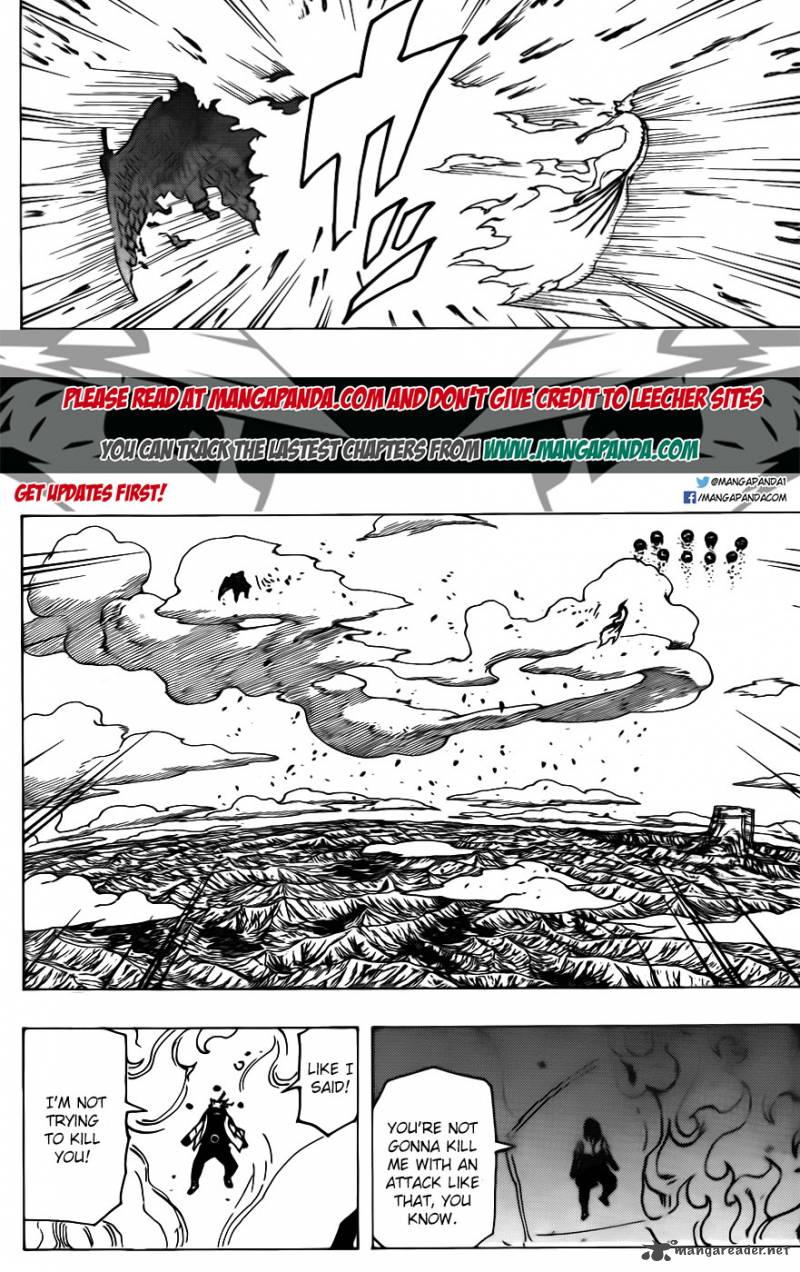 PLEASE READ AT MANGAPANDA.COM AND DON'T GIVE CREDIT TO LEECHER SITES
YOU CAN TRACK THE LASTEST CHAPTERS FROM WWW.MANGAPANDA.COM
GET UPDATES FIRST!
@MANGAPANDA1
/MANGAPANDACOM
YOU'RE NOT
GONNA KILL
ME WITH AN
ATTACK LIKE
THAT, YOU
KNOW.
LIKE I
SAID!
I'M NOT
TRYING
TO KILL
YOU!
mangareader.net